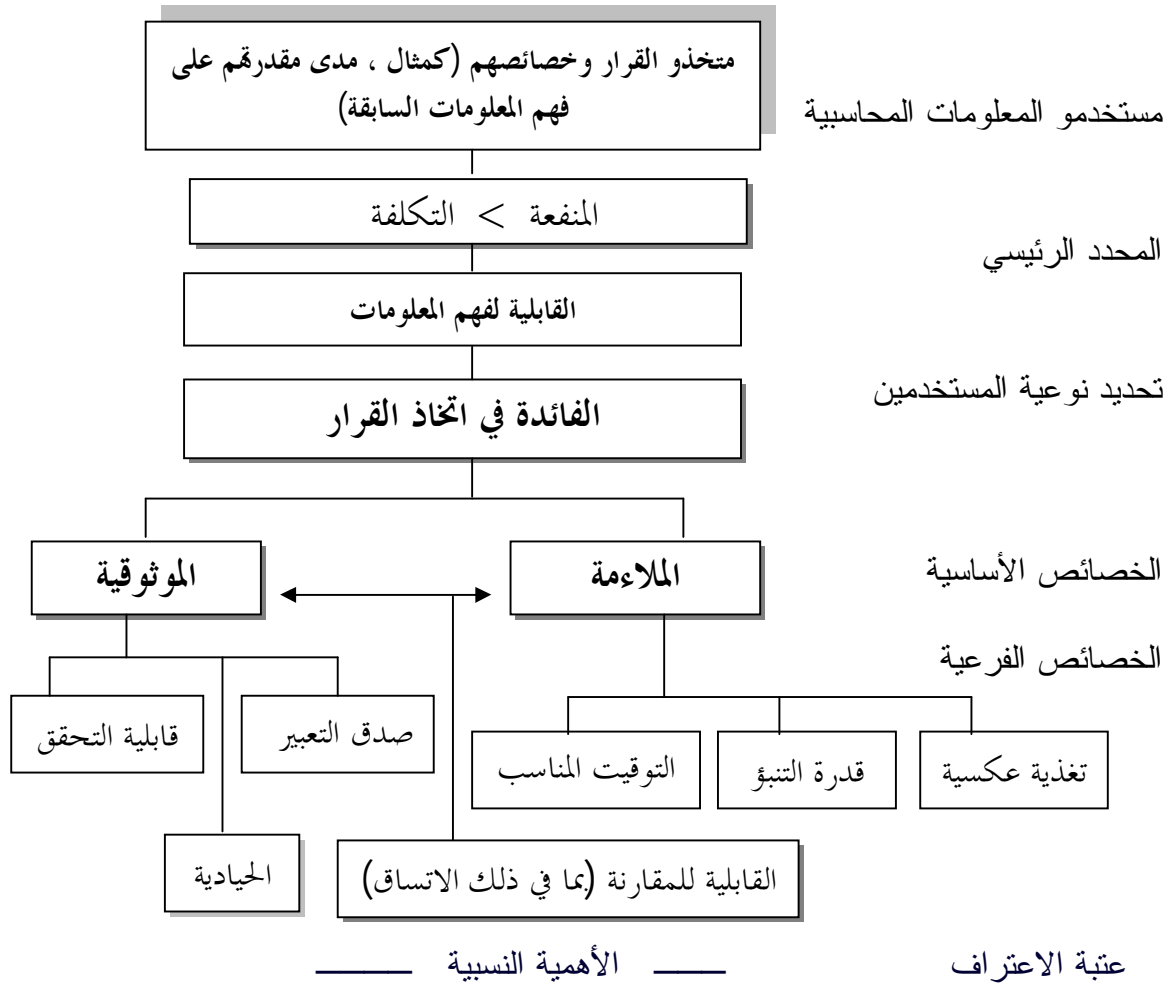 متخذو القرار وخصائصهم (كمثال ، مدى مقدرتهم على
فهم المعلومات السابقة)
مستخدمو المعلومات المحاسبية
المنفعة > التكلفة
المحدد الرئيسي
القابلية لفهم المعلومات
تحديد نوعية المستخدمين
الفائدة في اتخاذ القرار
الخصائص الأساسية
الملاءمة
الموثوقية
الخصائص الفرعية
تغذية عكسية
قدرة التنبؤ
التوقيت المناسب
صدق التعبير
قابلية التحقق
القابلية للمقارنة (بما في ذلك الاتساق)
الحيادية
عتبة الاعتراف
الأهمية النسبية